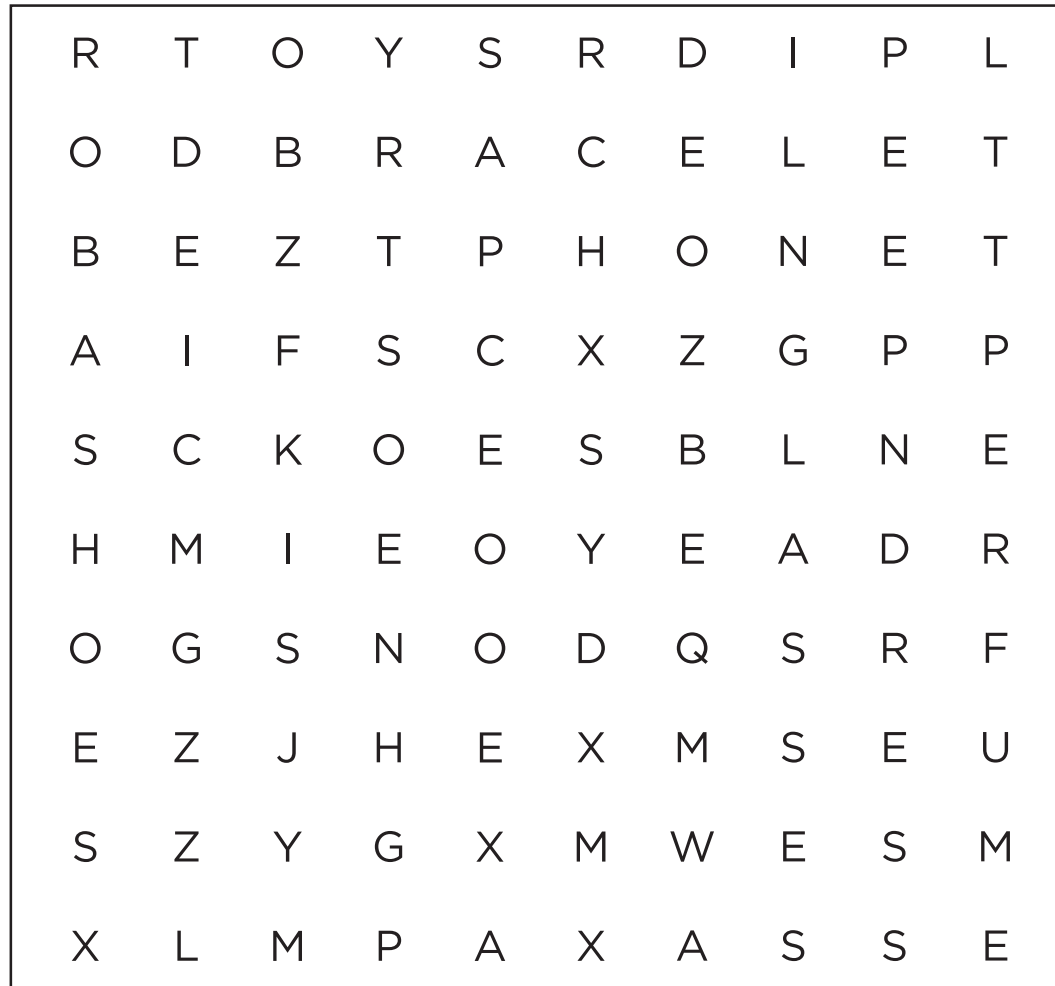 R T O Y S R D I P L
O D B R A C E L E T
B E Z T P H O N E T
A I F S C X Z G P P
S C K O E S B L N E
H M I E O Y E A D R
O G S N O D Q S R F
E Z J H E X M S E U
S Z Y G X M W E S M
X L M P A X A S S E